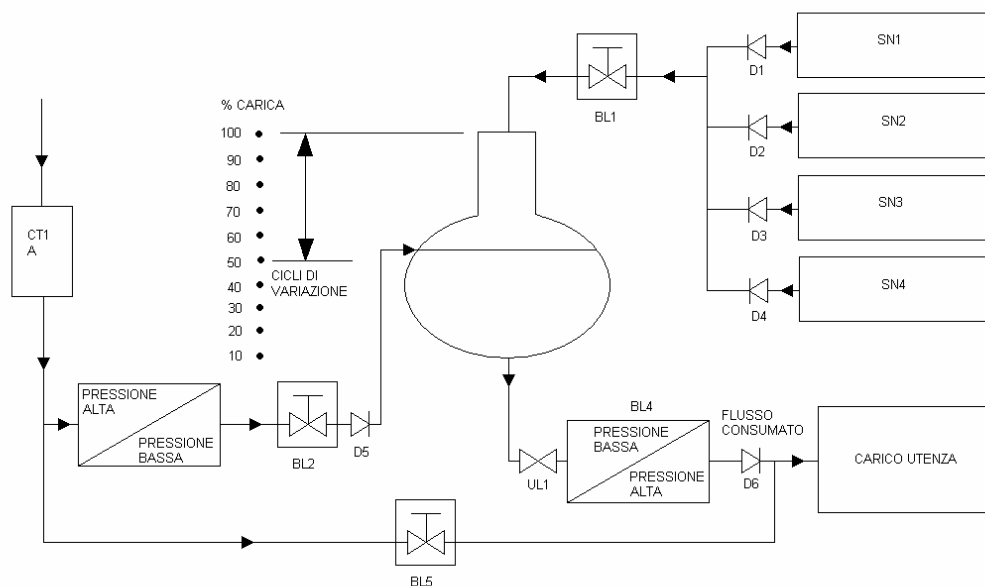 SN1
D1
BL1
SN2
D2
SN3
D3
SN4
D4
% CARICA
100
90
80
70
60
50
40
30
20
10
CICLI DI
VARIAZIONE
CT1
A
PRESSIONE
ALTA
PRESSIONE
BASSA
BL2
D5
UL1
BL4
PRESSIONE
BASSA
PRESSIONE
ALTA
FLUSSO
CONSUMATO
D6
CARICO UTENZA
BL5